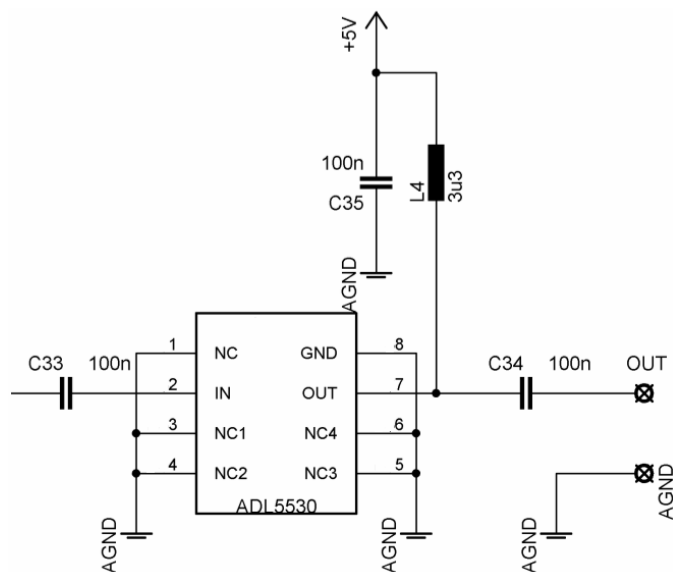 +5V
100n
C35
L4
3u3
AGND
C33 100n
1 NC GND 8
2 IN OUT 7
3 NC1 NC4 6
4 NC2 NC3 5
ADL5530
C34 100n OUT
AGND
AGND
AGND
AGND